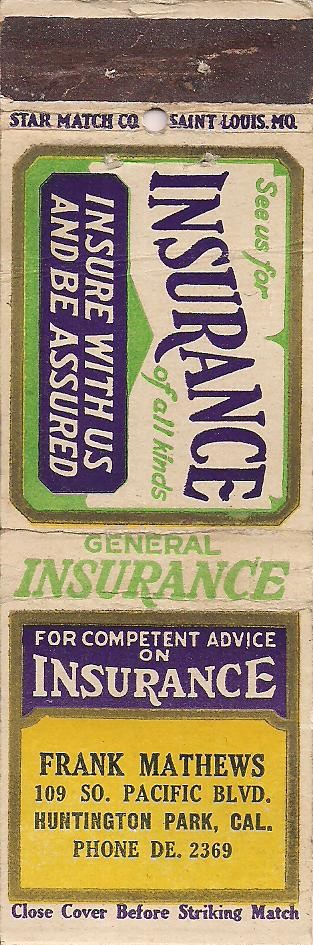 STAR MATCH CO. SAINT LOUIS. MO.
See us for
INSURANCE
of all kinds
INSURE WITH US
AND BE ASSURED
GENERAL
INSURANCE
FOR COMPETENT ADVICE
ON
INSURANCE
FRANK MATHEWS
109 SO. PACIFIC BLVD.
HUNTINGTON PARK, CAL.
PHONE DE. 2369
Close Cover Before Striking Match